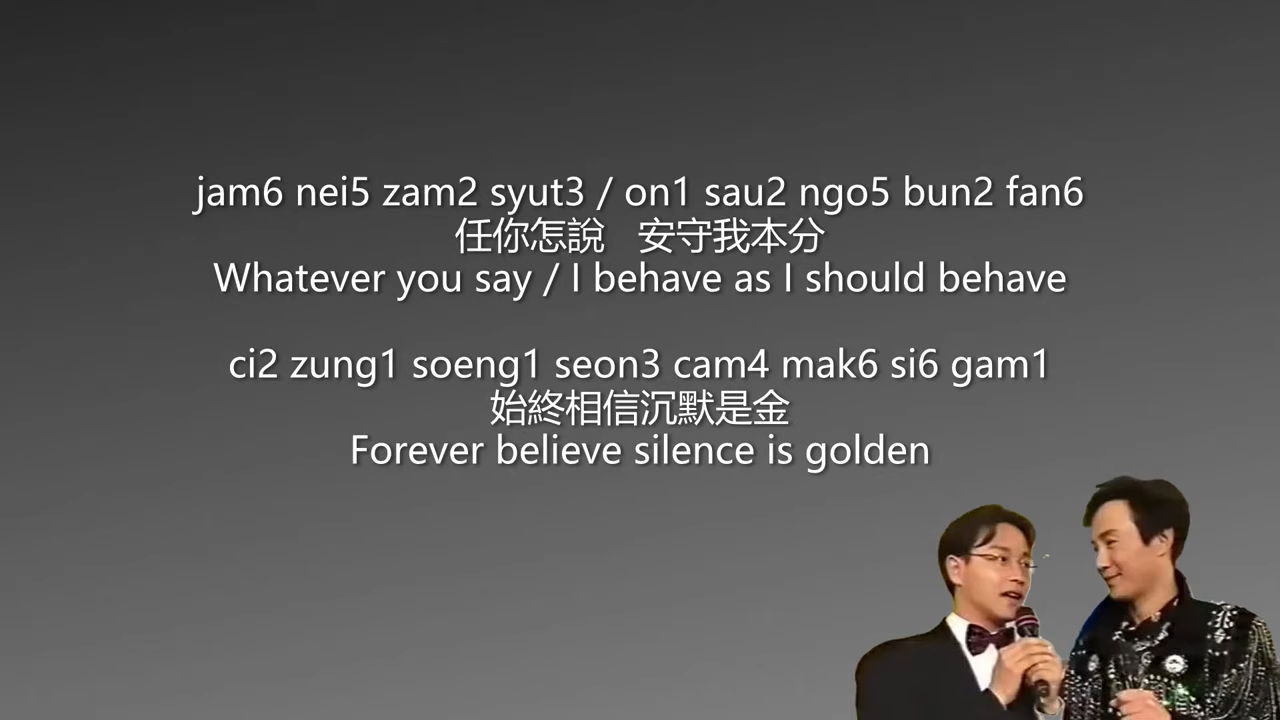 jam6 nei5 zam2 syut3 / on1 sau2 ngo5 bun2 fan6
任你怎說 安守我本分
Whatever you say / I behave as I should behave
ci2 zung1 soeng1 seon3 cam4 mak6 si6 gam1
始終相信沉默是金
Forever believe silence is golden